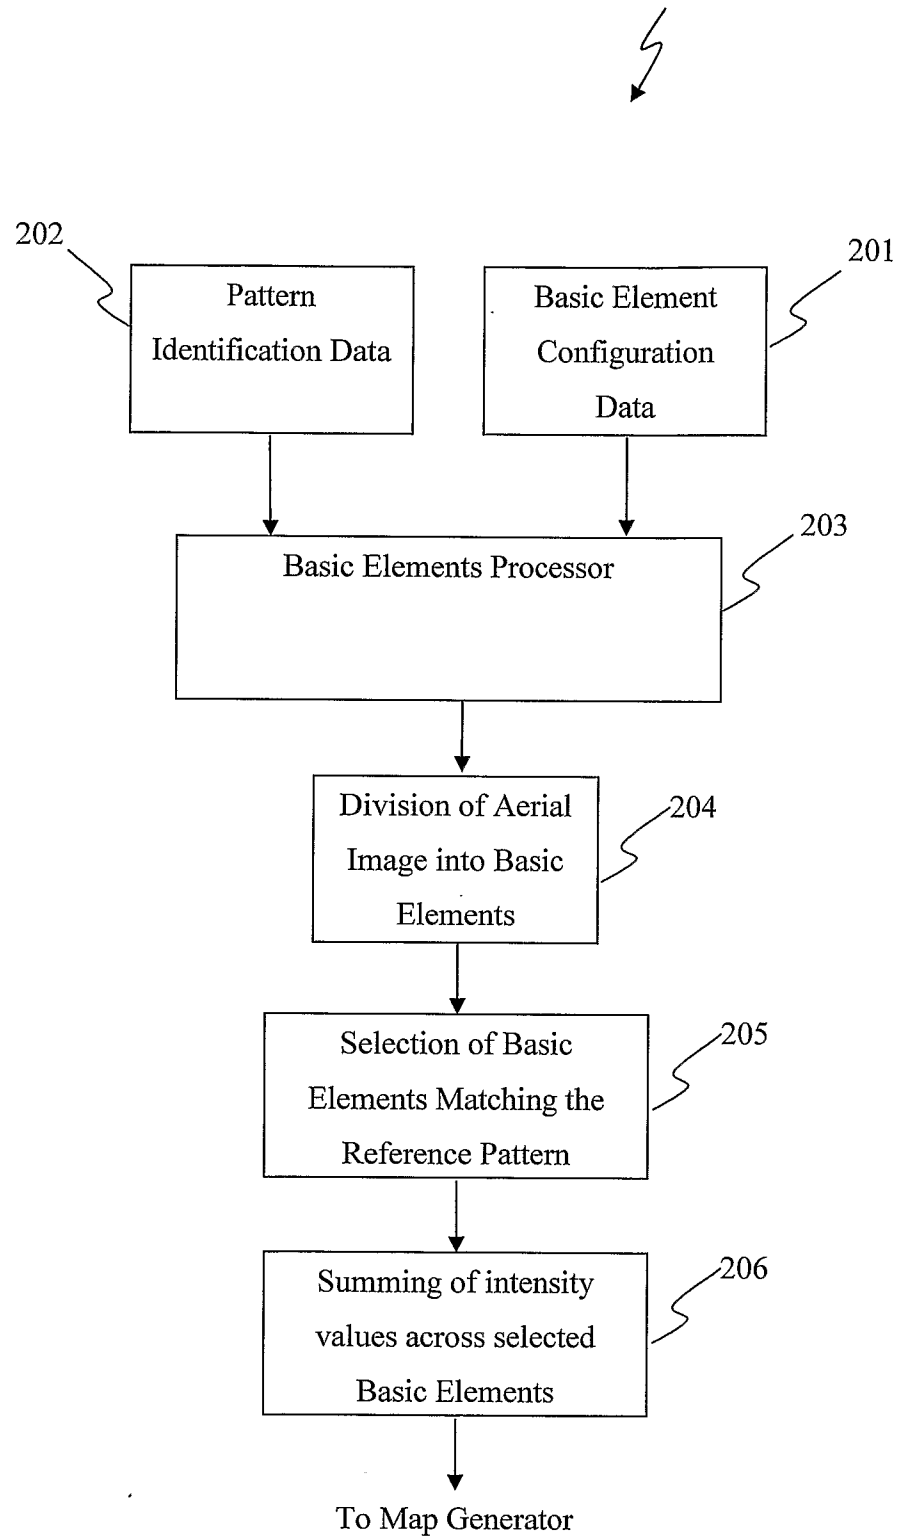 202
201
Pattern
Identification Data
Basic Element
Configuration
Data
203
Basic Elements Processor
Division of Aerial
Image into Basic
Elements
204
Selection of Basic
Elements Matching the
Reference Pattern
205
Summing of intensity
values across selected
Basic Elements
206
To Map Generator